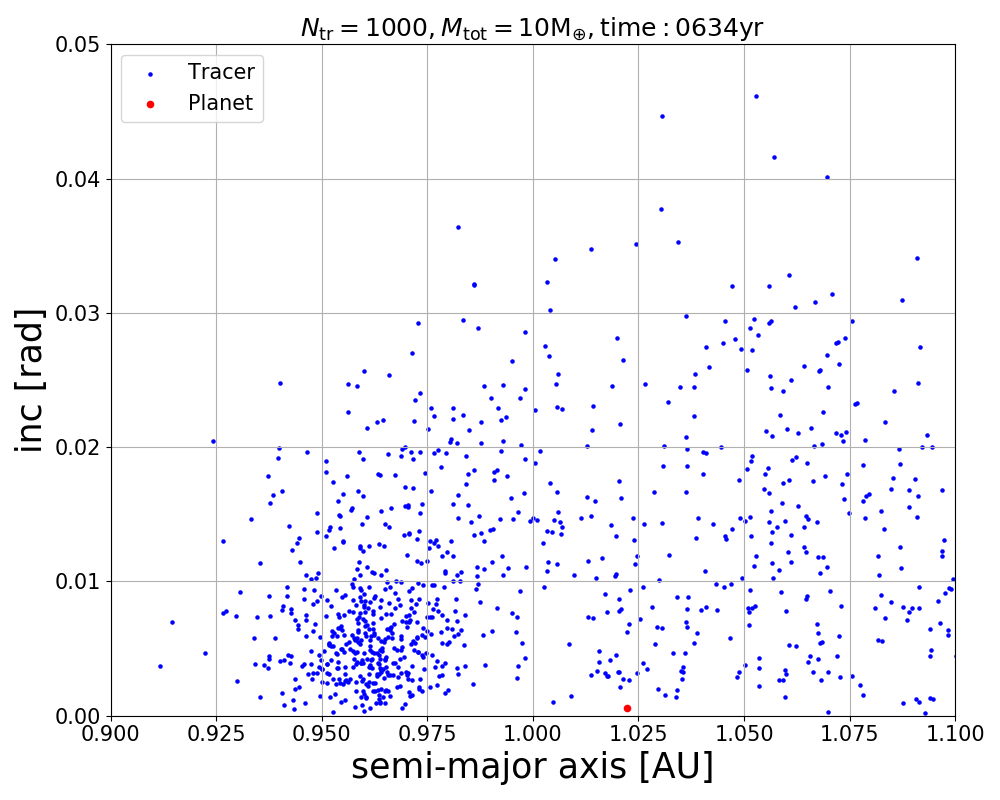 N_tr = 1000, M_tot = 10M_⊕, time : 0634yr
Tracer
Planet
inc [rad]
0.05
0.04
0.03
0.02
0.01
0.00
0.900 0.925 0.950 0.975 1.000 1.025 1.050 1.075 1.100
semi-major axis [AU]